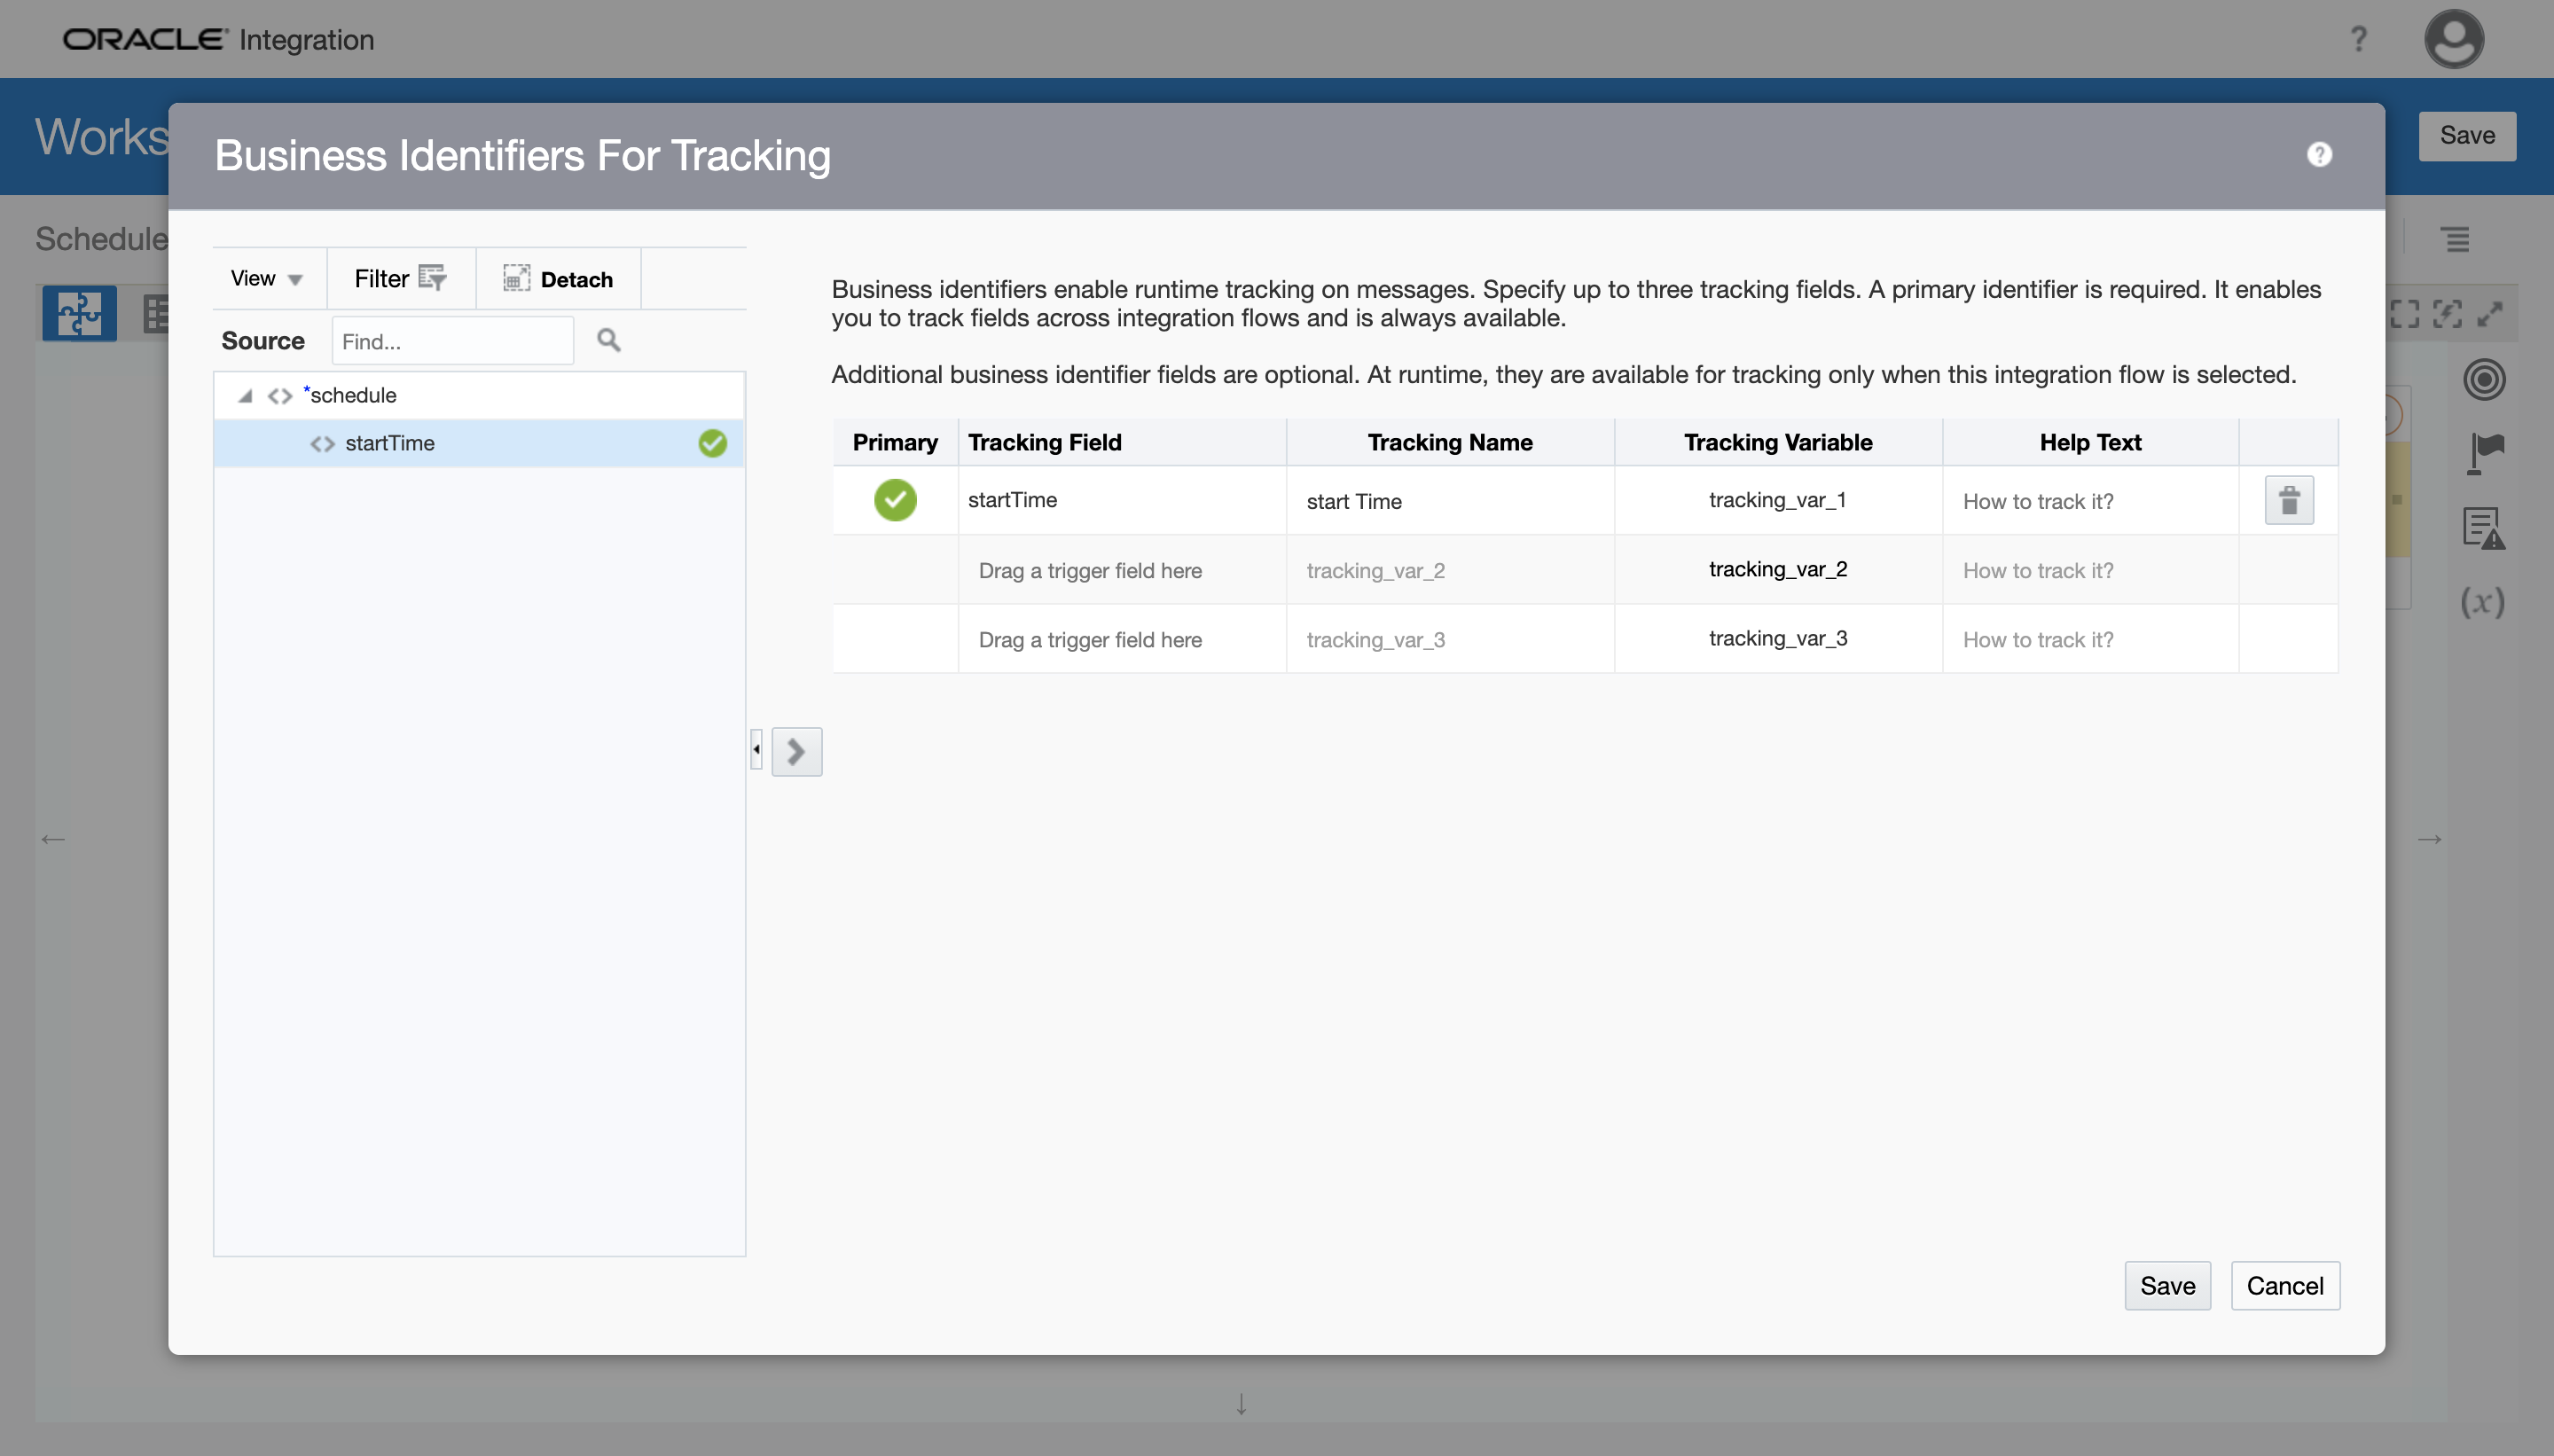 ORACLE Integration
?
Works
Save
Business Identifiers For Tracking
?
Schedule
View
Filter
Detach
Source
Find...
*schedule
startTime
Business identifiers enable runtime tracking on messages. Specify up to three tracking fields. A primary identifier is required. It enables
you to track fields across integration flows and is always available.
Additional business identifier fields are optional. At runtime, they are available for tracking only when this integration flow is selected.
Primary Tracking Field Tracking Name Tracking Variable Help Text
startTime start Time tracking_var_1 How to track it?
Drag a trigger field here tracking_var_2 tracking_var_2 How to track it?
Drag a trigger field here tracking_var_3 tracking_var_3 How to track it?
(x)
Save Cancel